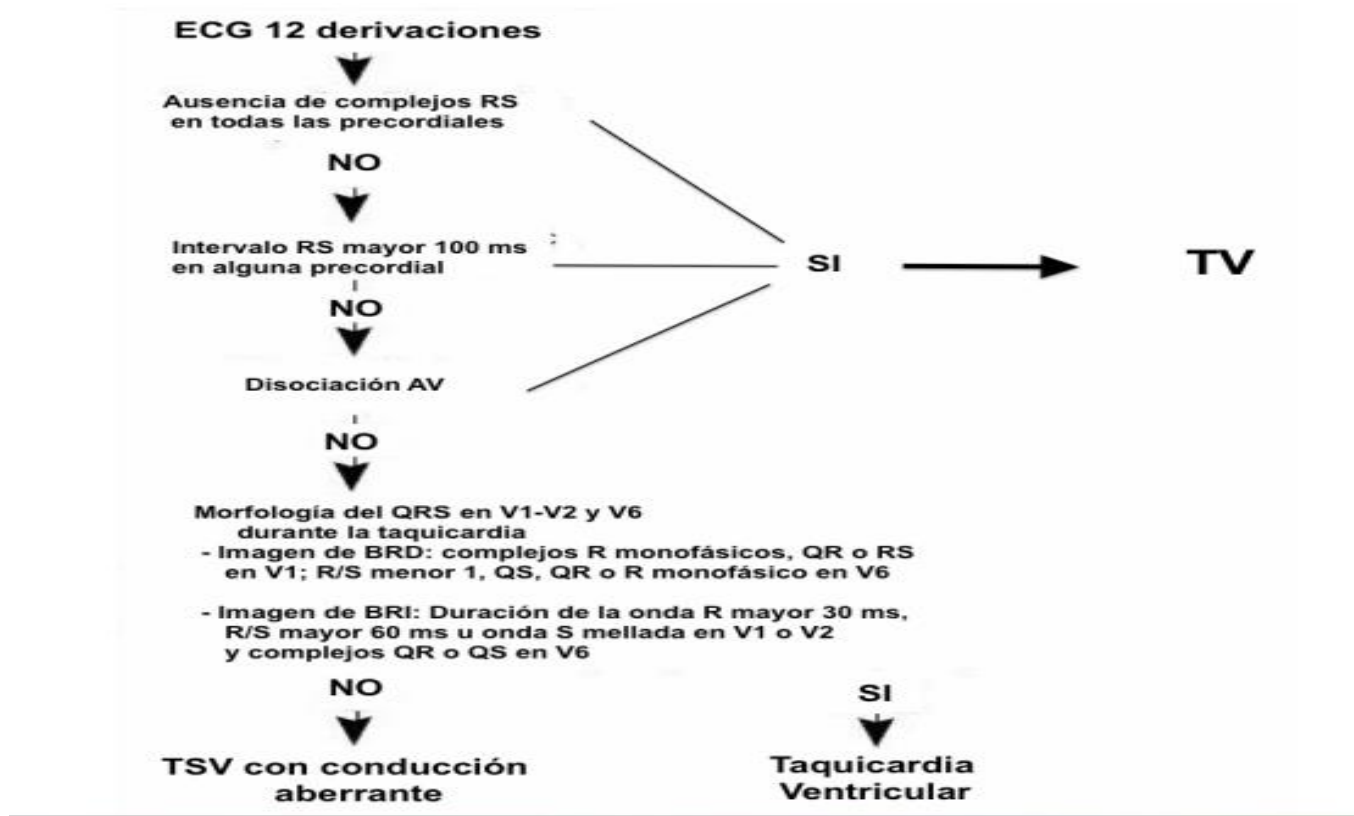 ECG 12 derivaciones
Ausencia de complejos RS
en todas las precordiales
NO
Intervalo RS mayor 100 ms
en alguna precordial
SI
TV
NO
Disociación AV
NO
Morfología del QRS en V1-V2 y V6
durante la taquicardia
- Imagen de BRD: complejos R monofásicos, QR o RS
en V1; R/S menor 1, QS, QR o R monofásico en V6
- Imagen de BRI: Duración de la onda R mayor 30 ms,
R/S mayor 60 ms u onda S mellada en V1 o V2
y complejos QR o QS en V6
NO
SI
TSV con conducción
aberrante
Taquicardia
Ventricular